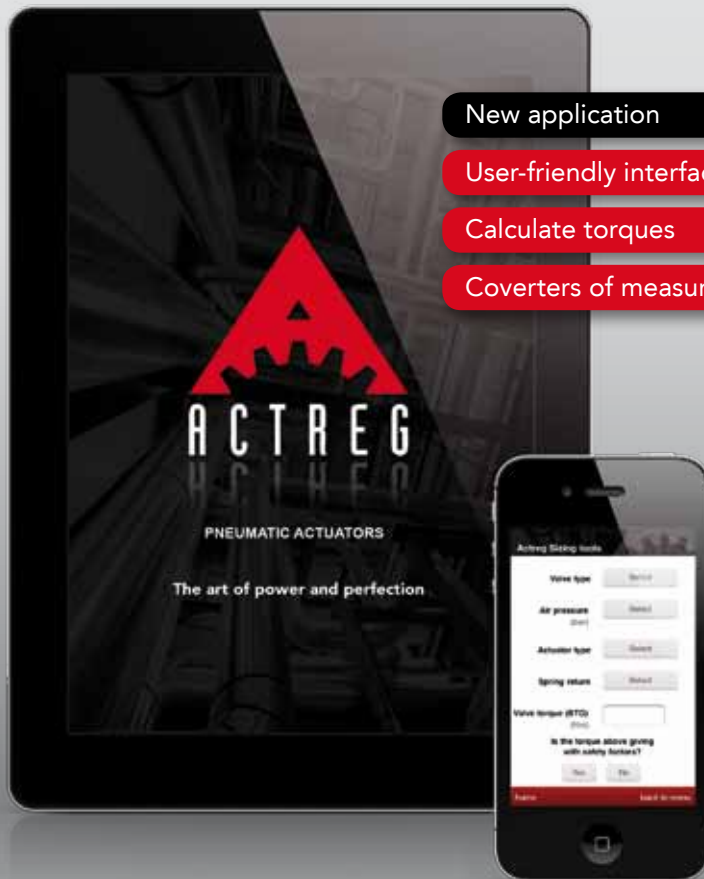 New application
User-friendly interfac
Calculate torques
Coverters of measur
ACTREG
PNEUMATIC ACTUATORS
The art of power and perfection
Actreg Sizing tools
Valve type
Select
Air pressure
(Bar)
Select
Actuator type
Select
Spring return
Select
Valve torque (BTO)
Is the torque above giving
with safety factors?
Yes
No
home
back to menu